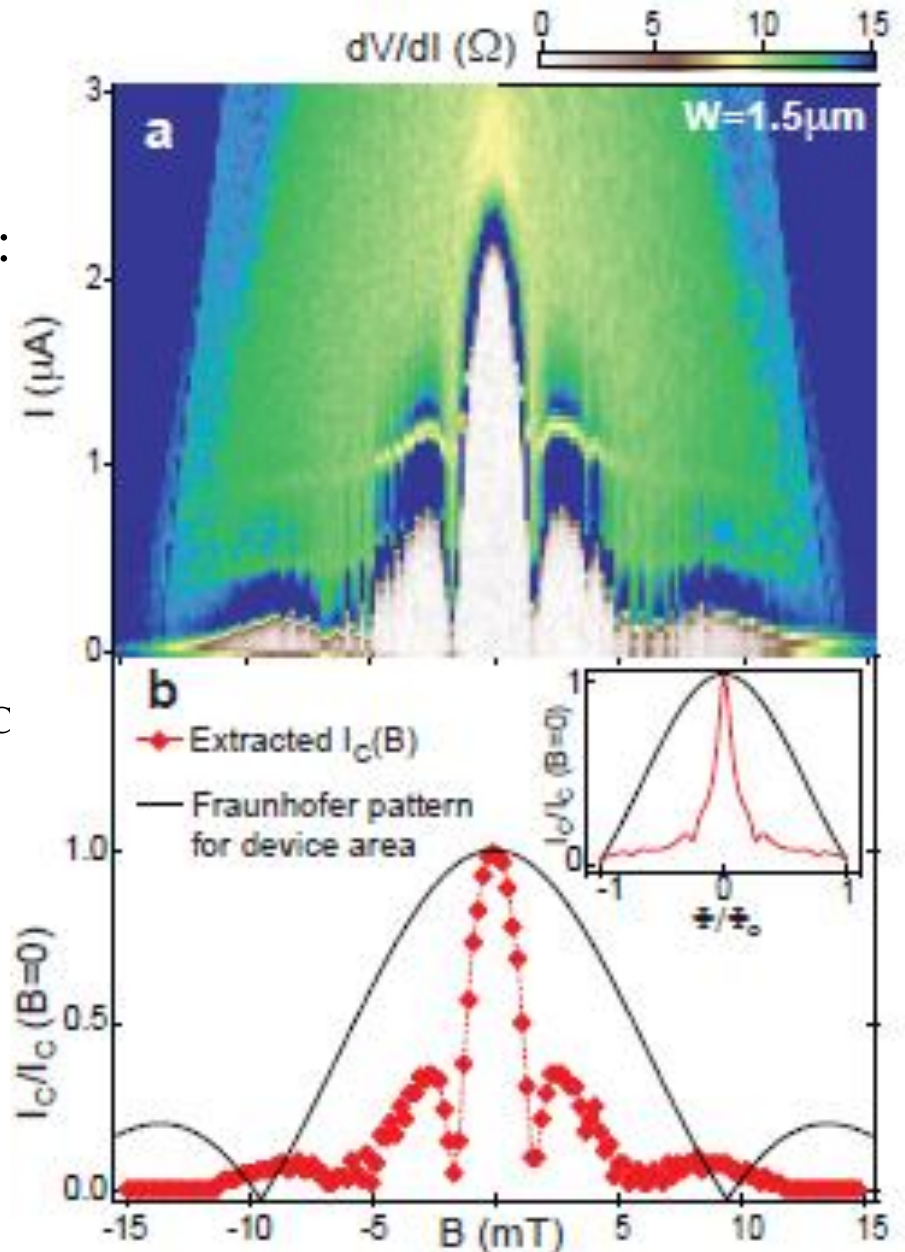 0 5 10 15
dV/dI (Ω)
3
a
W=1.5μm
:
2
I (μA)
1
0
b
C
Extracted I_C(B)
Fraunhofer pattern
for device area
1
I_C/I_C (B=0)
0
-1 0 1
Φ/Φₒ
1.0
0.5
I_C/I_C (B=0)
0.0
-15 -10 -5 0 5 10 15
B (mT)